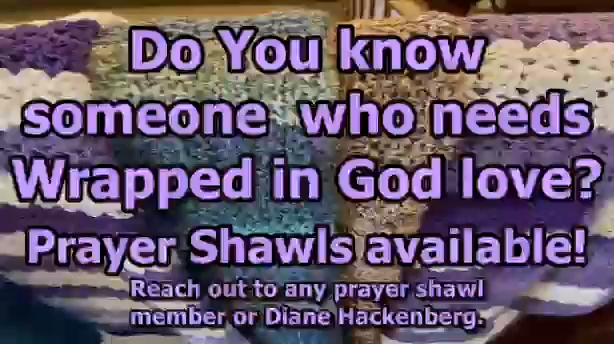 Do You know
someone  who needs
Wrapped in God love?
Prayer Shawls available!
Reach out to any prayer shawl
member or Diane Hackenberg.